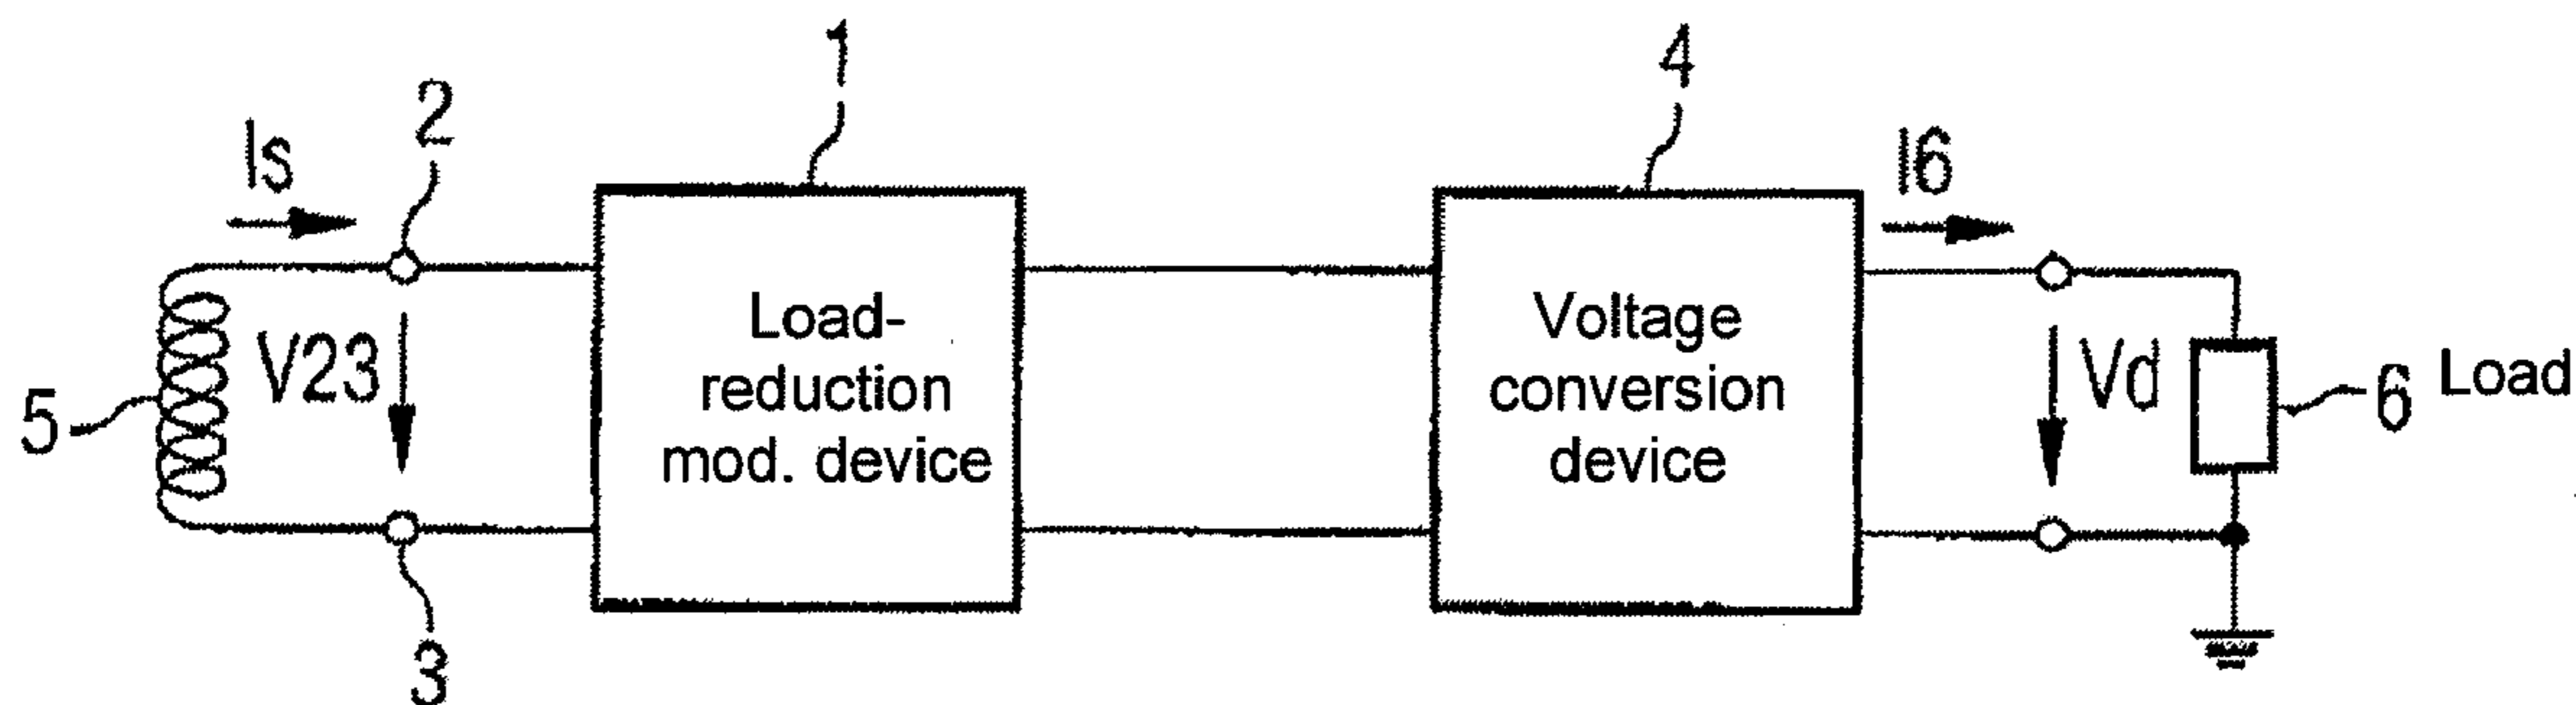 1
4
2
Is
I6
Load-
reduction
mod. device
Voltage
conversion
device
V23
Vd
5
6 Load
3